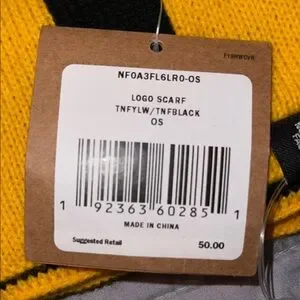 NF0A3FL6LR0-OS
LOGO SCARF
TNFYLW/TNFBLACK
OS
1 92363 60285 1
MADE IN CHINA
Suggested Retail 50.00